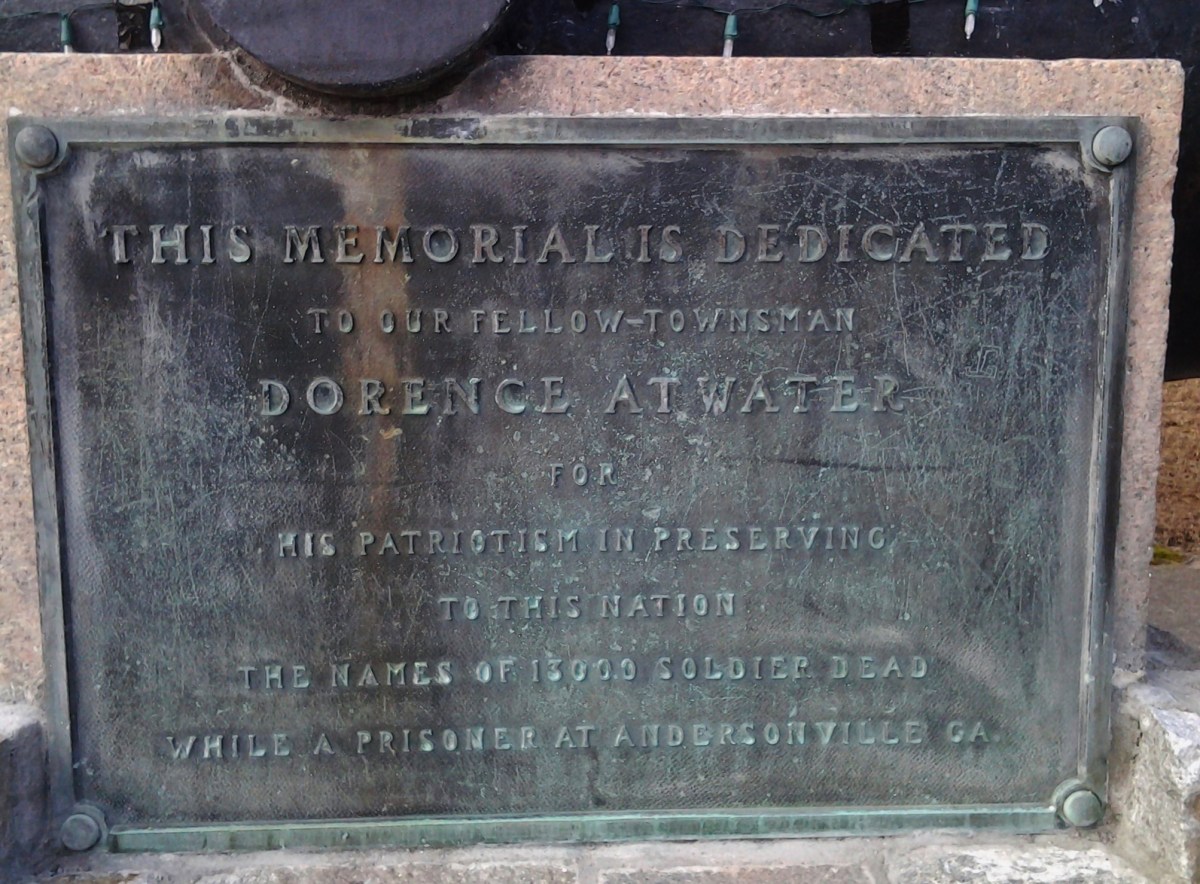 THIS MEMORIAL IS DEDICATED
TO OUR FELLOW-TOWNSMAN
DORENCE ATWATER
FOR
HIS PATRIOTISM IN PRESERVING
TO THIS NATION
THE NAMES OF 13000 SOLDIER DEAD
WHILE A PRISONER AT ANDERSONVILLE GA.